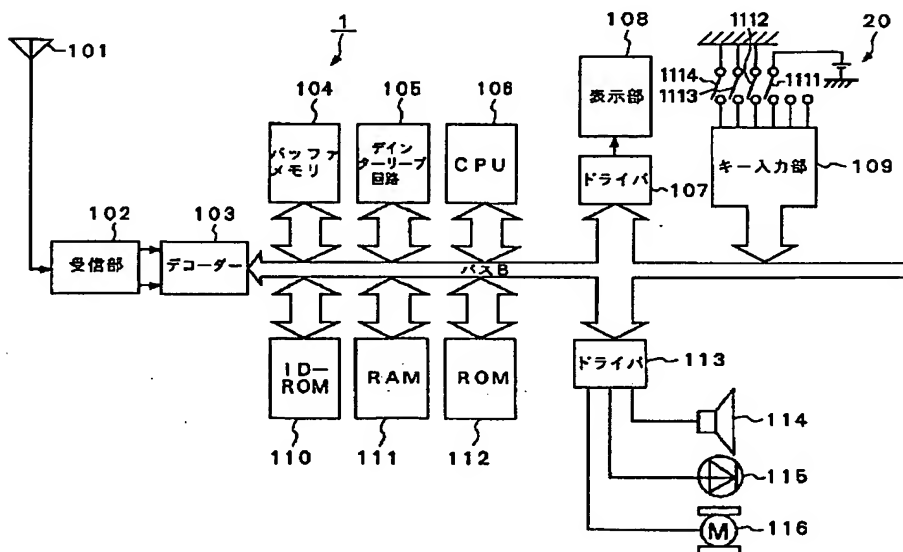 101
1
104
バッファ
メモリ
105
デイン
ターリーブ
回路
106
CPU
108
表示部
ドライバ
107
1112
1114
1113
1111
20
キー入力部
109
102
受信部
103
デコーダー
バスB
ID-
ROM
110
RAM
111
ROM
112
ドライバ
113
114
115
M
116